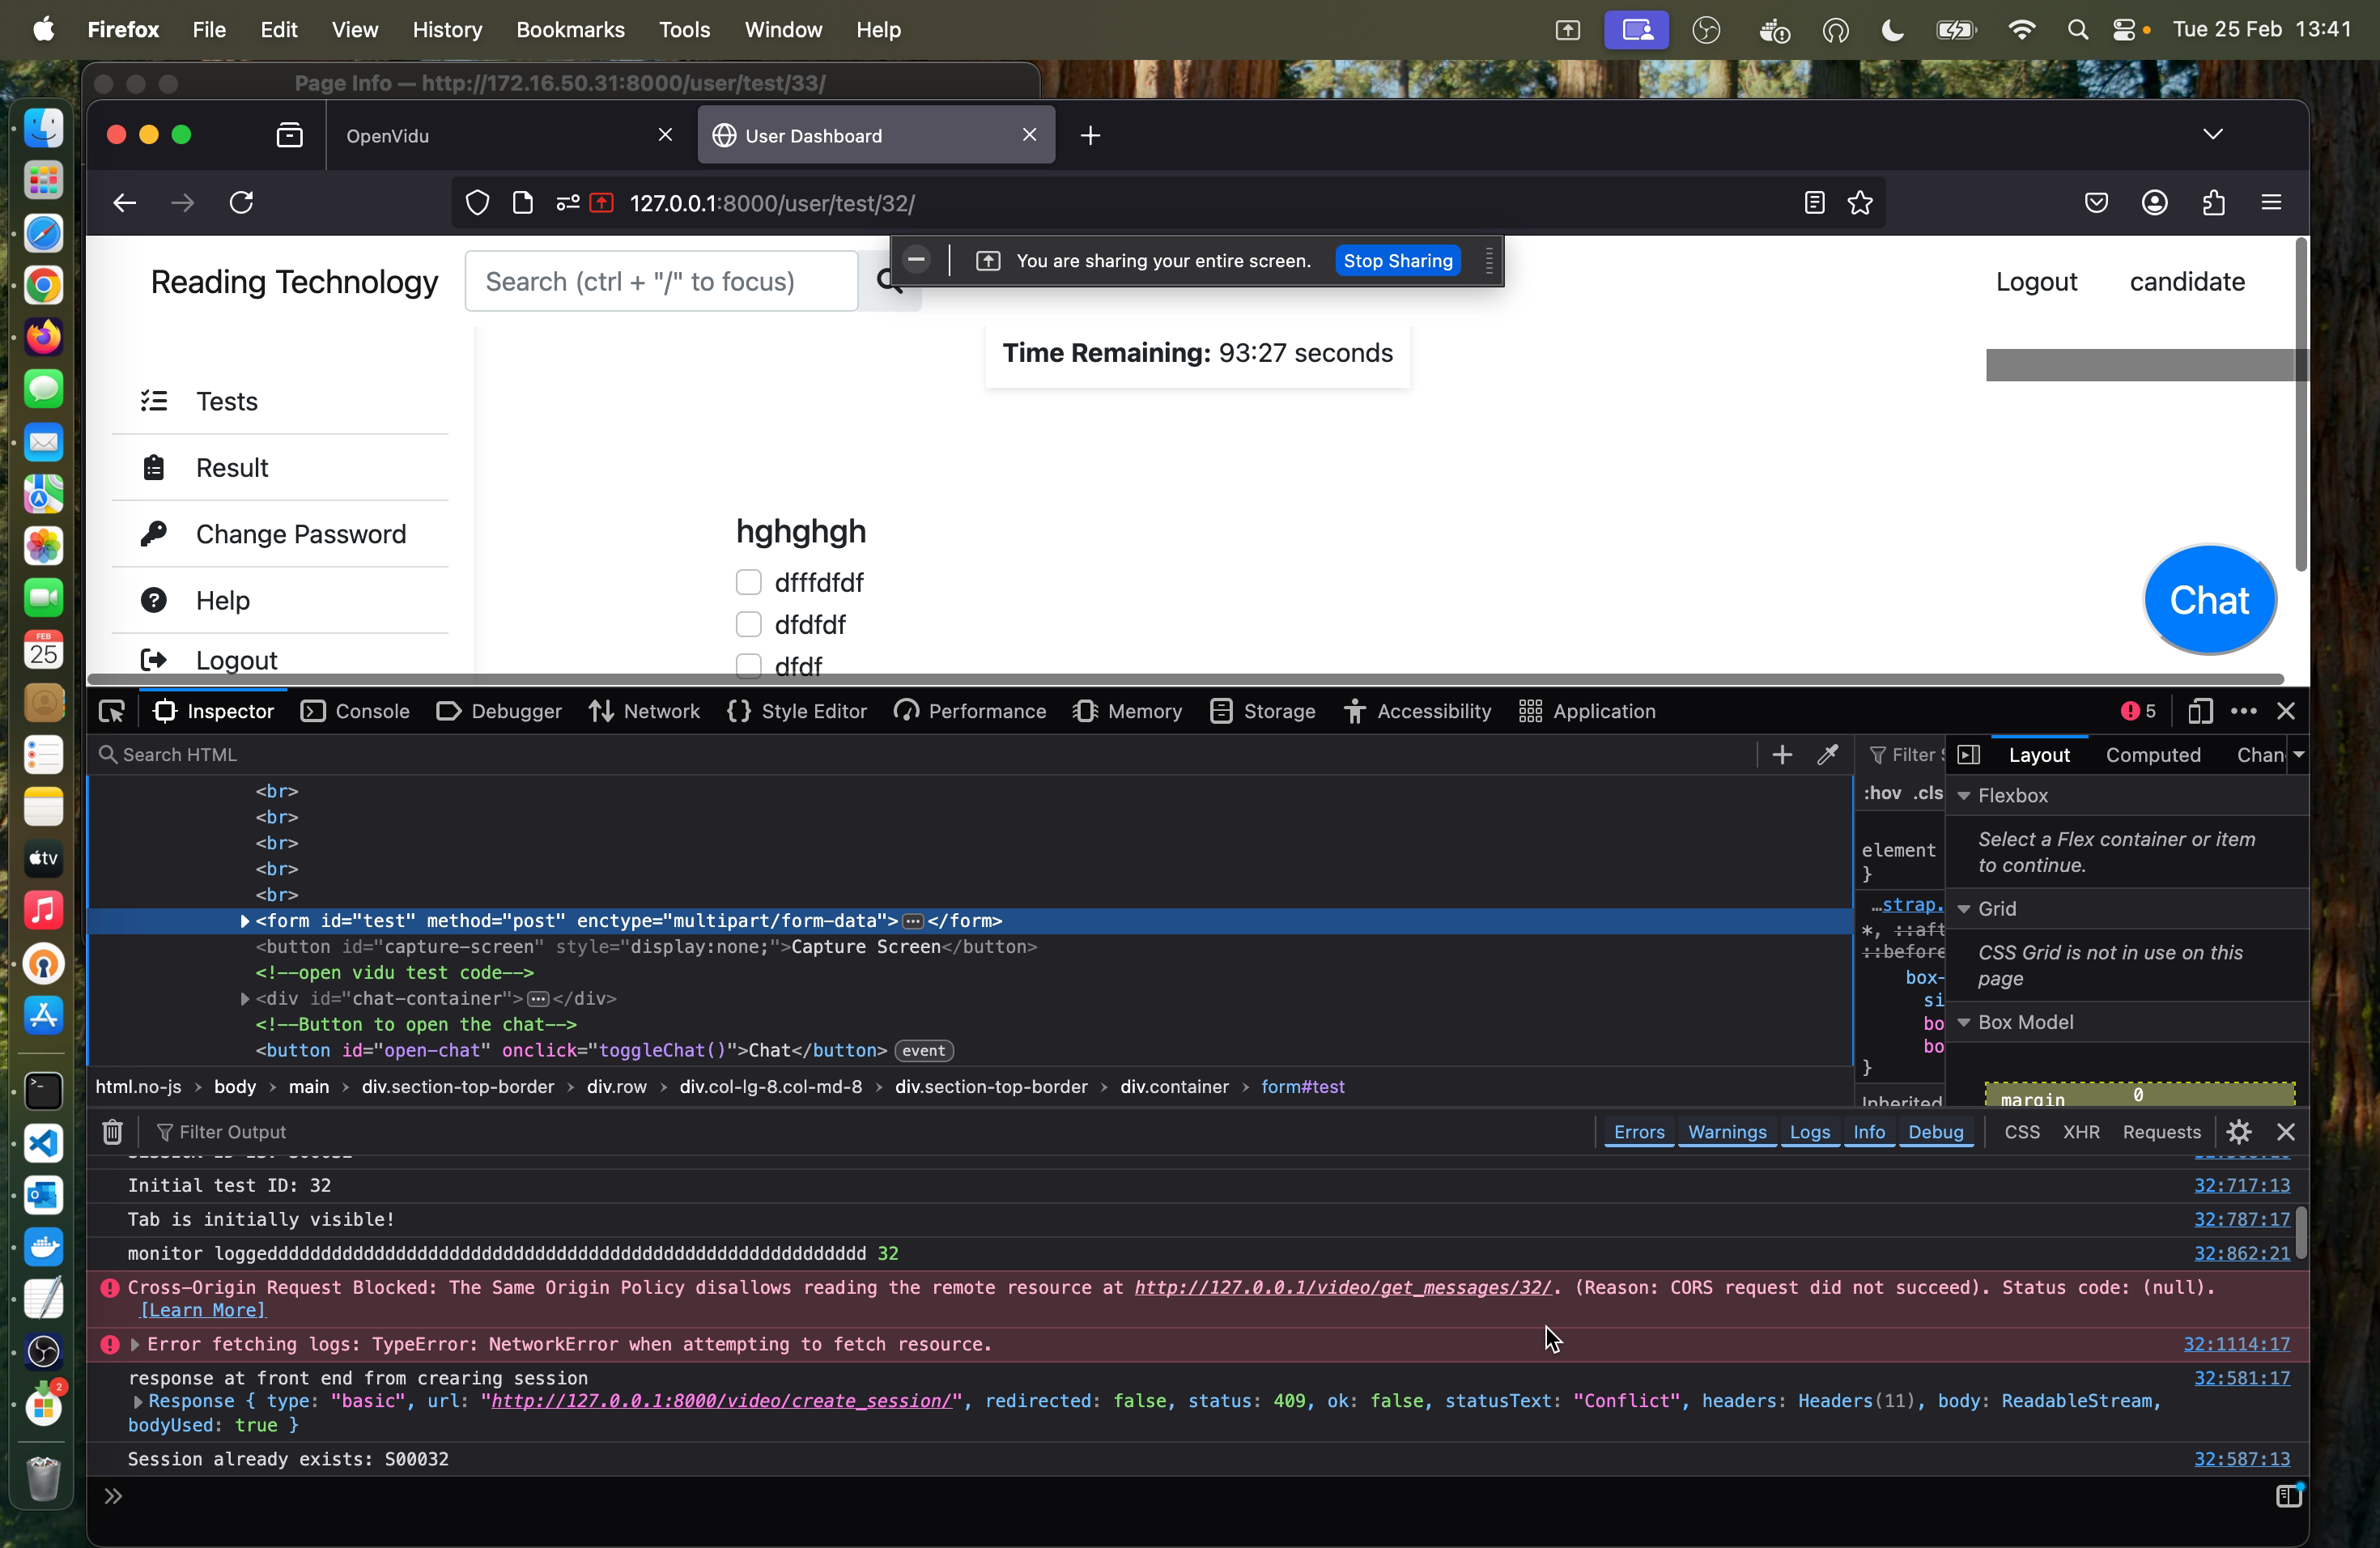 Firefox File Edit View History Bookmarks Tools Window Help Tue 25 Feb 13:41
Page Info — http://172.16.50.31:8000/user/test/33/
OpenVidu User Dashboard
127.0.0.1:8000/user/test/32/
You are sharing your entire screen. Stop Sharing
Reading Technology Search (ctrl + "/" to focus) Logout candidate
Time Remaining: 93:27 seconds
Tests
Result
Change Password
Help
Logout
hghghgh
dfffdfdf
dfdfdf
dfdf
Chat
FEB
25
tv
2
Inspector Console Debugger Network Style Editor Performance Memory Storage Accessibility Application 5
Search HTML
<br>
<br>
<br>
<br>
<br>
<form id="test" method="post" enctype="multipart/form-data"></form>
<button id="capture-screen" style="display:none;">Capture Screen</button>
<!--open vidu test code-->
<div id="chat-container"></div>
<!--Button to open the chat-->
<button id="open-chat" onclick="toggleChat()">Chat</button> event
Filter
:hov .cls
element
}
…strap.
*, ::aft
::before
box-
si
bo
bo
}
Inherited
Layout Computed Chan
Flexbox
Select a Flex container or item
to continue.
Grid
CSS Grid is not in use on this
page
Box Model
margin 0
html.no-js > body > main > div.section-top-border > div.row > div.col-lg-8.col-md-8 > div.section-top-border > div.container > form#test
Filter Output Errors Warnings Logs Info Debug CSS XHR Requests
Initial test ID: 32 32:717:13
Tab is initially visible! 32:787:17
32 32:862:21
Cross-Origin Request Blocked: The Same Origin Policy disallows reading the remote resource at http://127.0.0.1/video/get_messages/32/. (Reason: CORS request did not succeed). Status code: (null).
[Learn More]
Error fetching logs: TypeError: NetworkError when attempting to fetch resource. 32:1114:17
response at front end from crearing session 32:581:17
Response { type: "basic", url: "http://127.0.0.1:8000/video/create_session/", redirected: false, status: 409, ok: false, statusText: "Conflict", headers: Headers(11), body: ReadableStream,
bodyUsed: true }
Session already exists: S00032 32:587:13